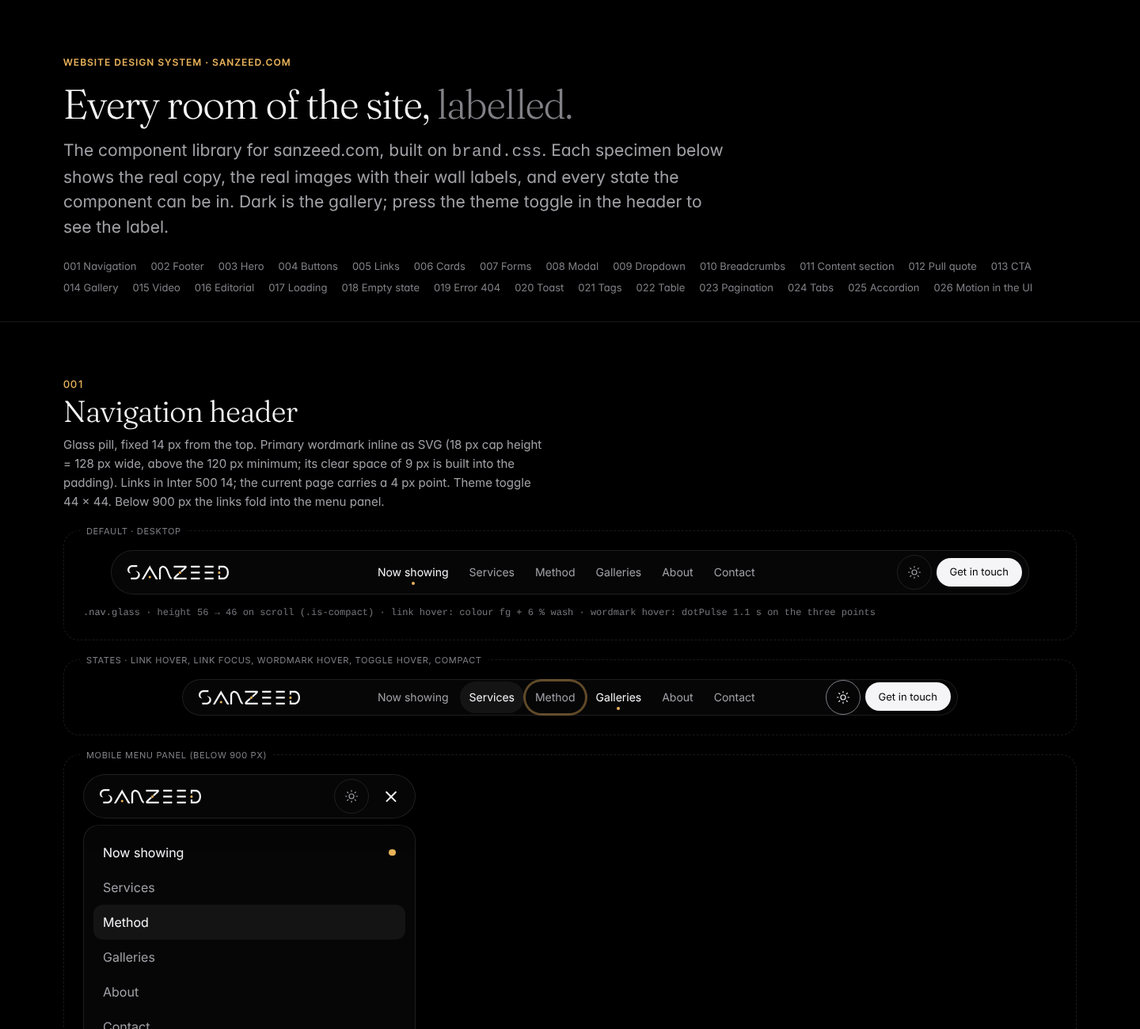 WEBSITE DESIGN SYSTEM · SANZEED.COM
Every room of the site, labelled.
The component library for sanzeed.com, built on brand.css. Each specimen below
shows the real copy, the real images with their wall labels, and every state the
component can be in. Dark is the gallery; press the theme toggle in the header to
see the label.
001 Navigation 002 Footer 003 Hero 004 Buttons 005 Links 006 Cards 007 Forms 008 Modal 009 Dropdown 010 Breadcrumbs 011 Content section 012 Pull quote 013 CTA
014 Gallery 015 Video 016 Editorial 017 Loading 018 Empty state 019 Error 404 020 Toast 021 Tags 022 Table 023 Pagination 024 Tabs 025 Accordion 026 Motion in the UI
001
Navigation header
Glass pill, fixed 14 px from the top. Primary wordmark inline as SVG (18 px cap height
= 128 px wide, above the 120 px minimum; its clear space of 9 px is built into the
padding). Links in Inter 500 14; the current page carries a 4 px point. Theme toggle
44 × 44. Below 900 px the links fold into the menu panel.
DEFAULT · DESKTOP
SANZEED Now showing Services Method Galleries About Contact Get in touch
.nav.glass · height 56 → 46 on scroll (.is-compact) · link hover: colour fg + 6 % wash · wordmark hover: dotPulse 1.1 s on the three points
STATES · LINK HOVER, LINK FOCUS, WORDMARK HOVER, TOGGLE HOVER, COMPACT
SANZEED Now showing Services Method Galleries About Contact Get in touch
MOBILE MENU PANEL (BELOW 900 PX)
SANZEED
Now showing
Services
Method
Galleries
About
Contact